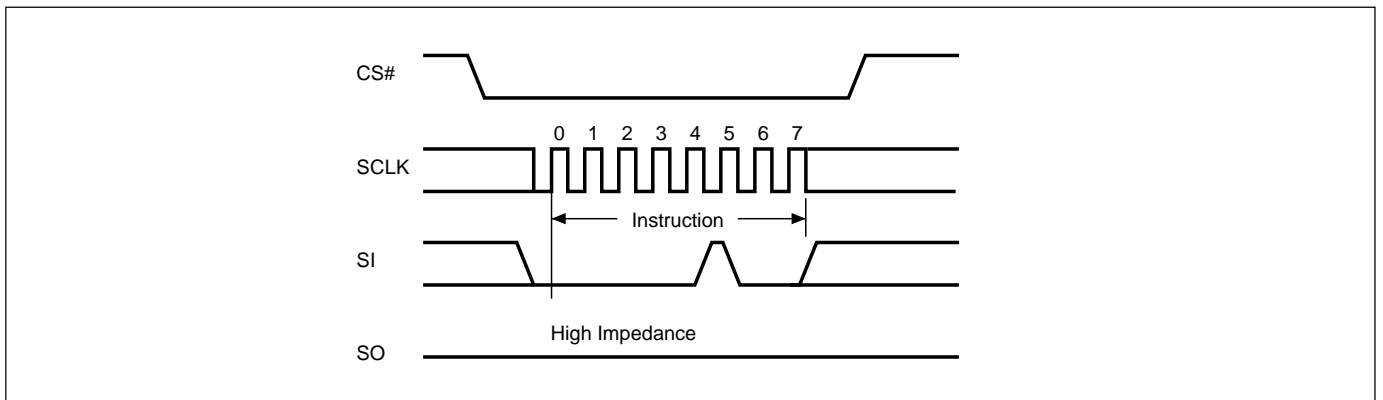 CS#
0 1 2 3 4 5 6 7
SCLK
Instruction
SI
High Impedance
SO